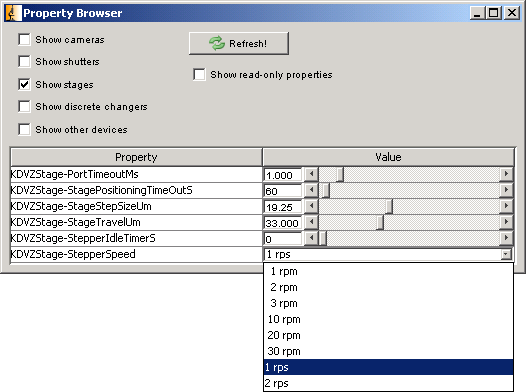 Property Browser
Show cameras
Refresh!
Show shutters
Show read-only properties
Show stages
Show discrete changers
Show other devices
Property Value
KDVZStage-PortTimeoutMs 1.000
KDVZStage-StagePositioningTimeOutS 60
KDVZStage-StageStepSizeUm 19.25
KDVZStage-StageTravelUm 33.000
KDVZStage-StepperIdleTimerS 0
KDVZStage-StepperSpeed 1 rps
1 rpm
2 rpm
3 rpm
10 rpm
20 rpm
30 rpm
1 rps
2 rps